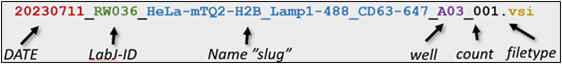 20230711_RW036_HeLa-mTQ2-H2B_Lamp1-488_CD63-647_A03_001.vsi
DATE LabJ-ID Name "slug" well count filetype